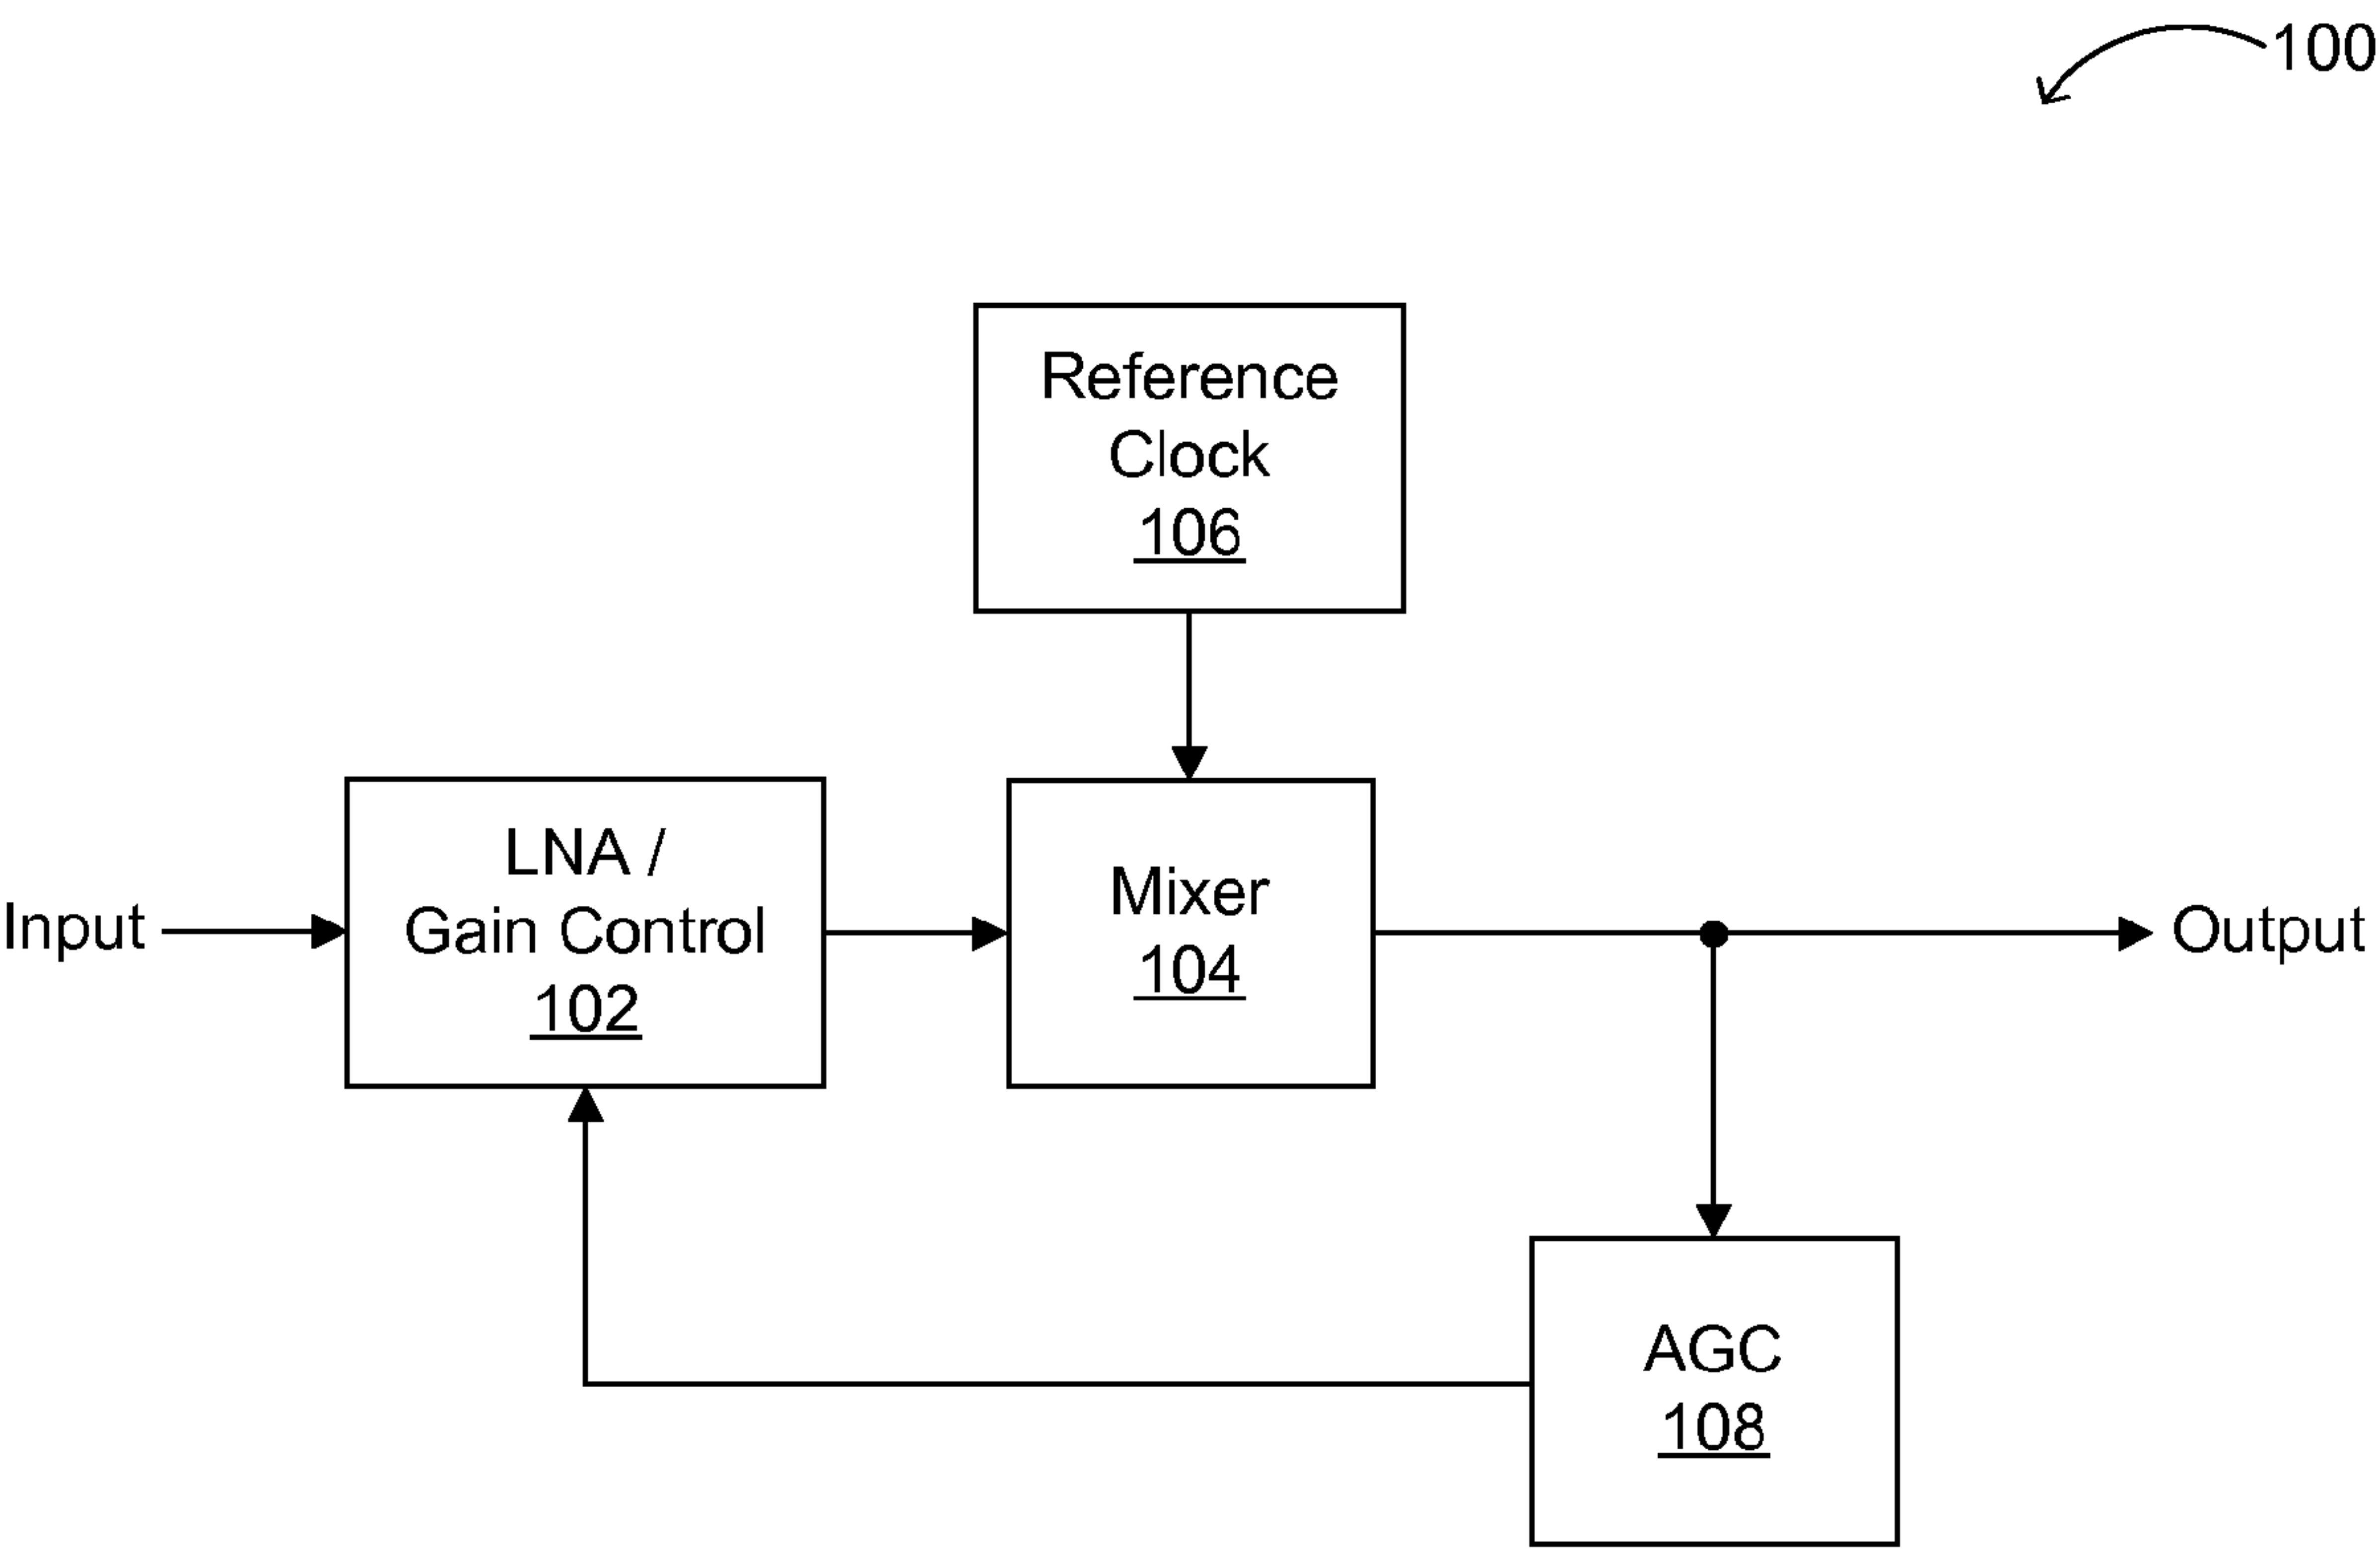 100
Reference
Clock
106
Input
LNA /
Gain Control
102
Mixer
104
Output
AGC
108